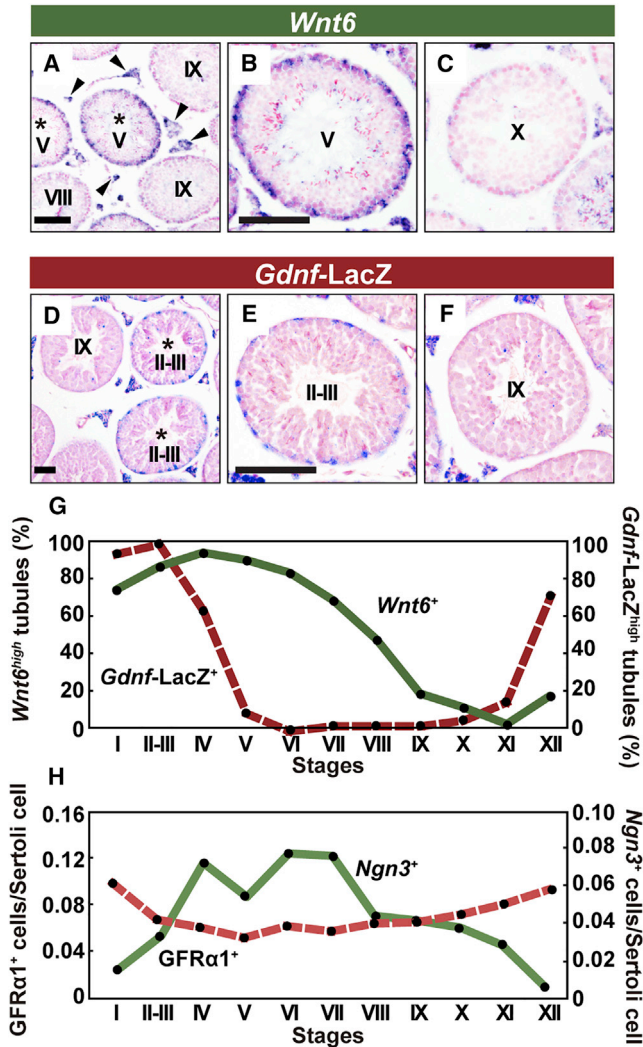 Wnt6
A
IX
*
V
*
V
VIII
IX
B
V
C
X
Gdnf-LacZ
D
IX
*
II-III
*
II-III
E
II-III
F
IX
G
Wnt6high tubules (%)
100
80
60
40
20
0
Wnt6+
Gdnf-LacZ+
100
80
60
40
20
0
Gdnf-LacZhigh tubules (%)
I II-III IV V VI VII VIII IX X XI XII
Stages
H
GFRα1+ cells/Sertoli cell
0.16
0.12
0.08
0.04
0
Ngn3+
GFRα1+
0.10
0.08
0.06
0.04
0.02
0
Ngn3+ cells/Sertoli cell
I II-III IV V VI VII VIII IX X XI XII
Stages